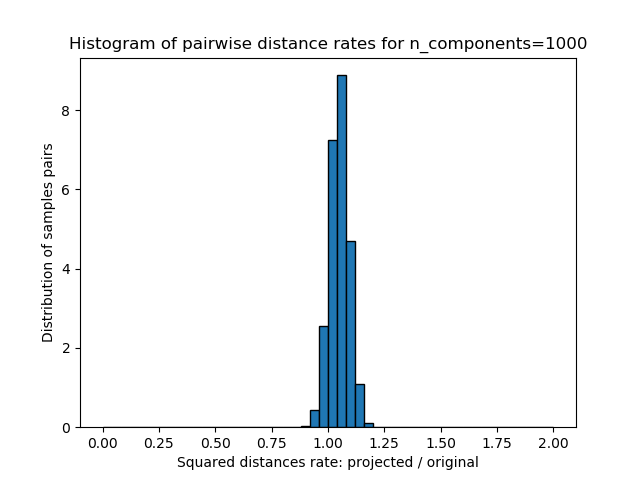 Histogram of pairwise distance rates for n_components=1000
8
6
4
2
0
Distribution of samples pairs
0.00 0.25 0.50 0.75 1.00 1.25 1.50 1.75 2.00
Squared distances rate: projected / original